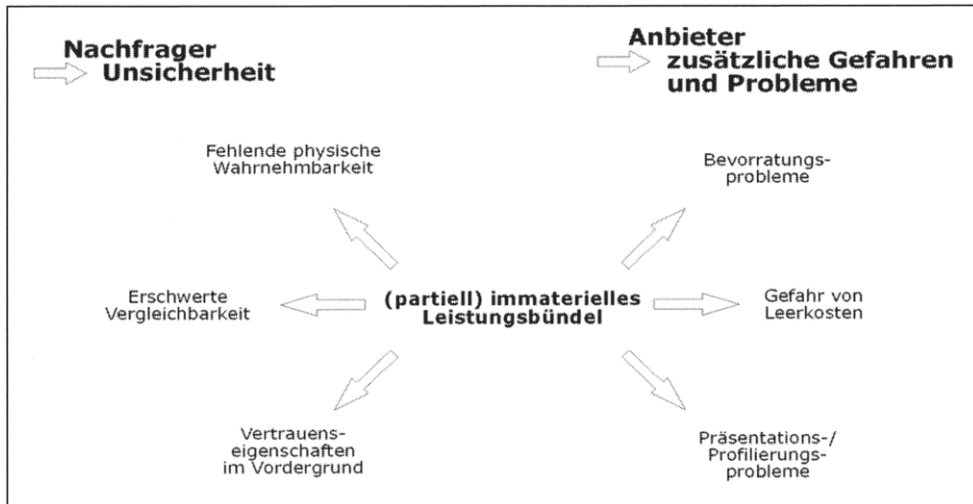 Nachfrager
Unsicherheit
Anbieter
zusätzliche Gefahren
und Probleme
Fehlende physische
Wahrnehmbarkeit
Bevorratungs-
probleme
Erschwerte
Vergleichbarkeit
(partiell) immaterielles
Leistungsbündel
Gefahr von
Leerkosten
Vertrauens-
eigenschaften
im Vordergrund
Präsentations-/
Profilierungs-
probleme